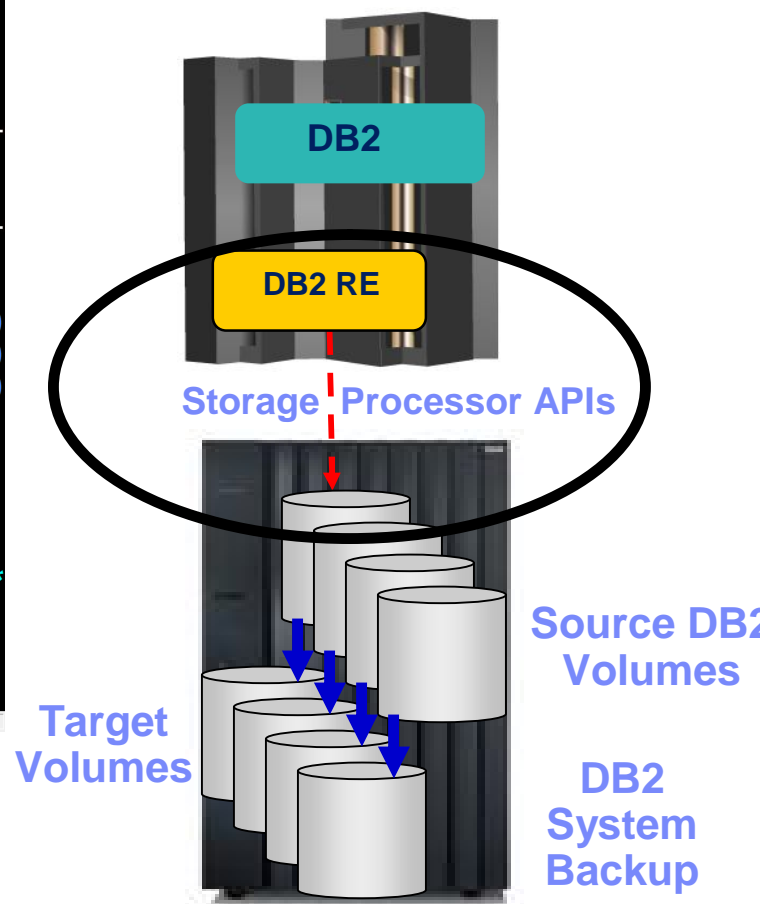 DB2
DB2 RE
Storage Processor APIs
Source DB2
Volumes
Target
Volumes
DB2
System
Backup